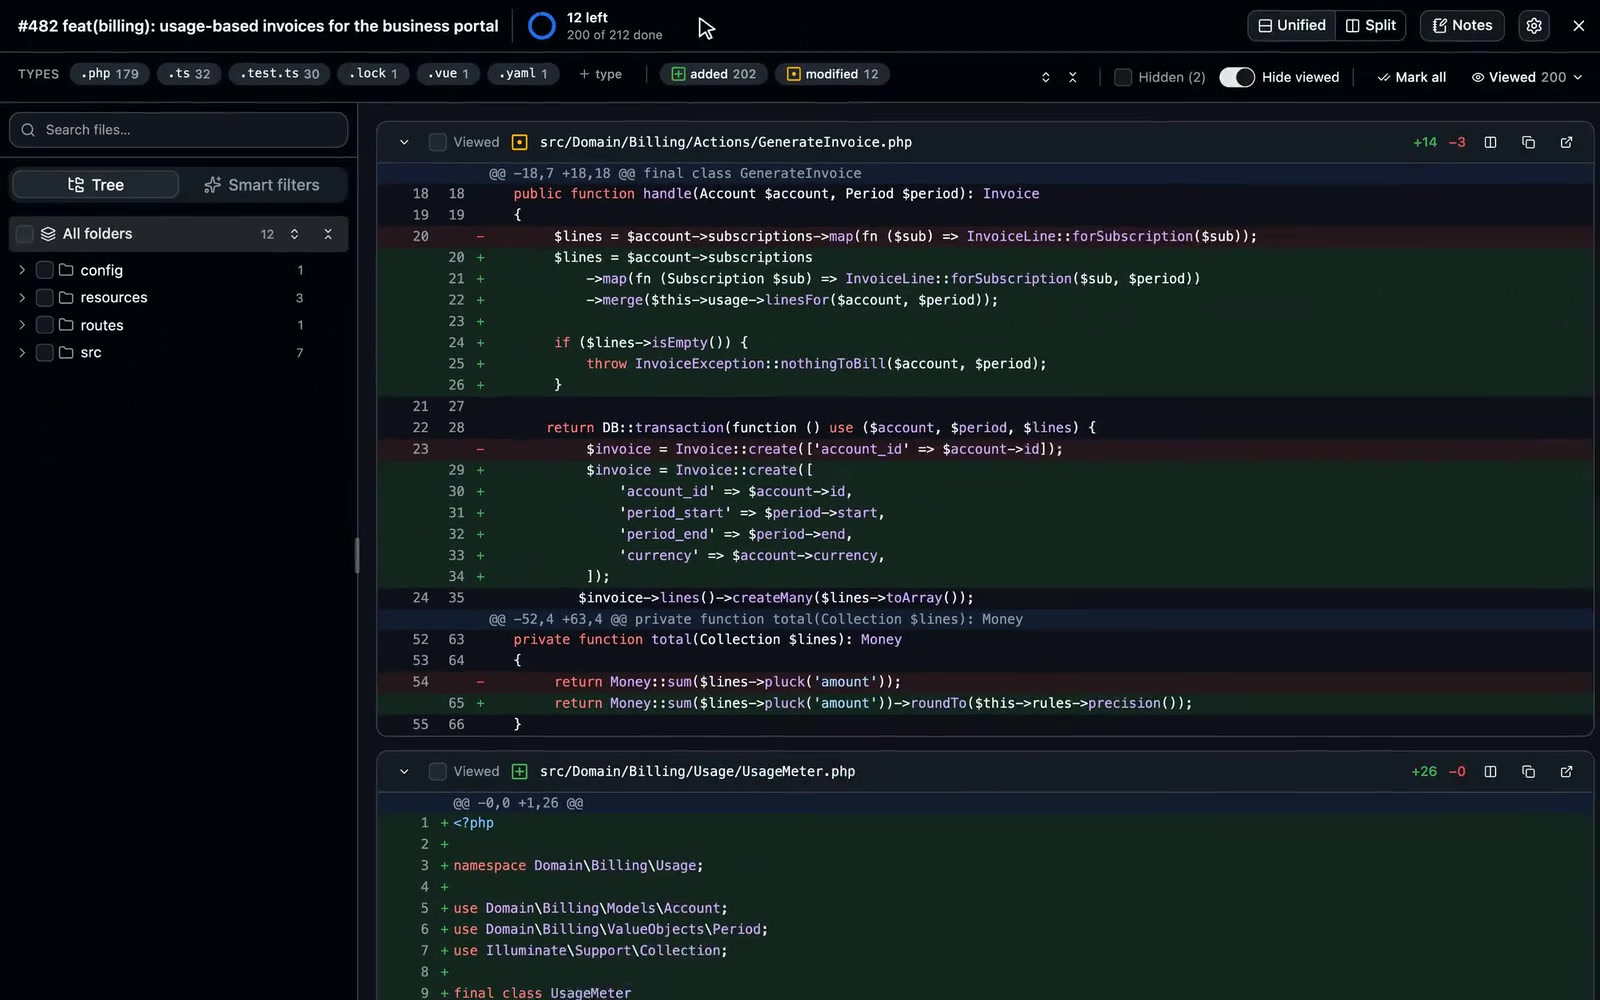 #482 feat(billing): usage-based invoices for the business portal
12 left
200 of 212 done
Unified
Split
Notes
TYPES .php 179 .ts 32 .test.ts 30 .lock 1 .vue 1 .yaml 1 + type added 202 modified 12
Hidden (2) Hide viewed Mark all Viewed 200
Search files...
Tree
Smart filters
All folders 12
config 1
resources 3
routes 1
src 7
Viewed src/Domain/Billing/Actions/GenerateInvoice.php +14 −3
@@ −18,7 +18,18 @@ final class GenerateInvoice
18 18 public function handle(Account $account, Period $period): Invoice
19 19 {
20 − $lines = $account->subscriptions->map(fn ($sub) => InvoiceLine::forSubscription($sub));
20 + $lines = $account->subscriptions
21 + ->map(fn (Subscription $sub) => InvoiceLine::forSubscription($sub, $period))
22 + ->merge($this->usage->linesFor($account, $period));
23 +
24 + if ($lines->isEmpty()) {
25 + throw InvoiceException::nothingToBill($account, $period);
26 + }
21 27
22 28 return DB::transaction(function () use ($account, $period, $lines) {
23 − $invoice = Invoice::create(['account_id' => $account->id]);
29 + $invoice = Invoice::create([
30 + 'account_id' => $account->id,
31 + 'period_start' => $period->start,
32 + 'period_end' => $period->end,
33 + 'currency' => $account->currency,
34 + ]);
24 35 $invoice->lines()->createMany($lines->toArray());
@@ −52,4 +63,4 @@ private function total(Collection $lines): Money
52 63 private function total(Collection $lines): Money
53 64 {
54 − return Money::sum($lines->pluck('amount'));
65 + return Money::sum($lines->pluck('amount'))->roundTo($this->rules->precision());
55 66 }
Viewed src/Domain/Billing/Usage/UsageMeter.php +26 −0
@@ −0,0 +1,26 @@
1 + <?php
2 +
3 + namespace Domain\Billing\Usage;
4 +
5 + use Domain\Billing\Models\Account;
6 + use Domain\Billing\ValueObjects\Period;
7 + use Illuminate\Support\Collection;
8 +
9 + final class UsageMeter